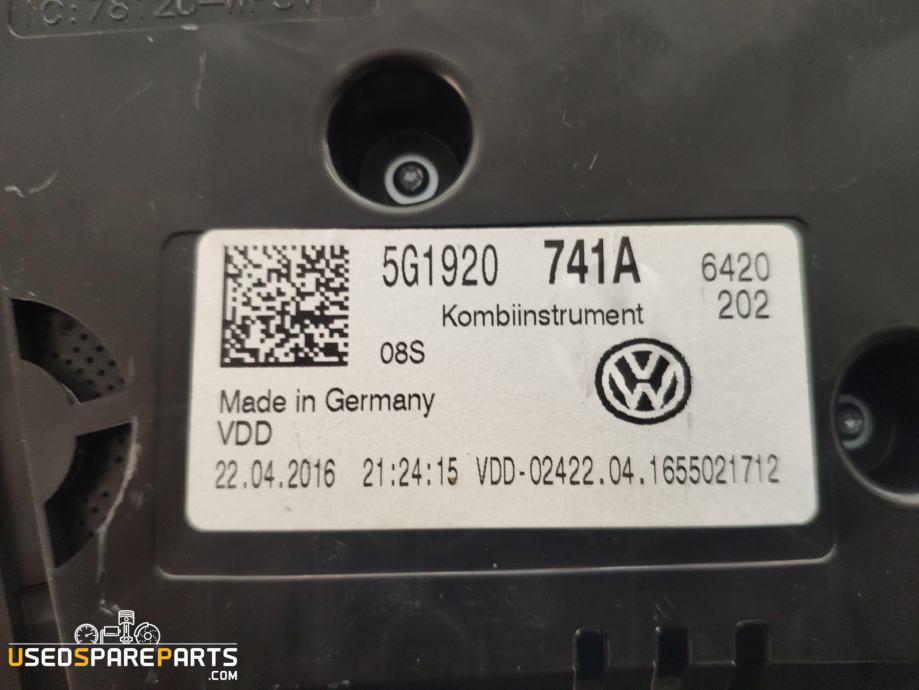 5G1920 741A 6420
Kombiinstrument 202
08S
Made in Germany
VDD
22.04.2016 21:24:15 VDD-02422.04.1655021712
USEDSPAREPARTS
.COM